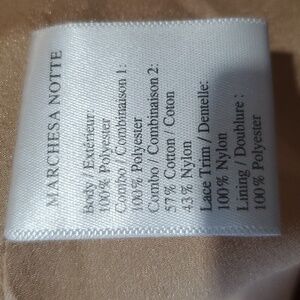 MARCHESA NOTTE
Body / Extérieur:
100% Polyester
Combo / Combinaison 1:
100% Polyester
Combo / Combinaison 2:
57% Cotton / Coton
43% Nylon
Lace Trim / Dentelle:
100% Nylon
Lining / Doublure :
100% Polyester